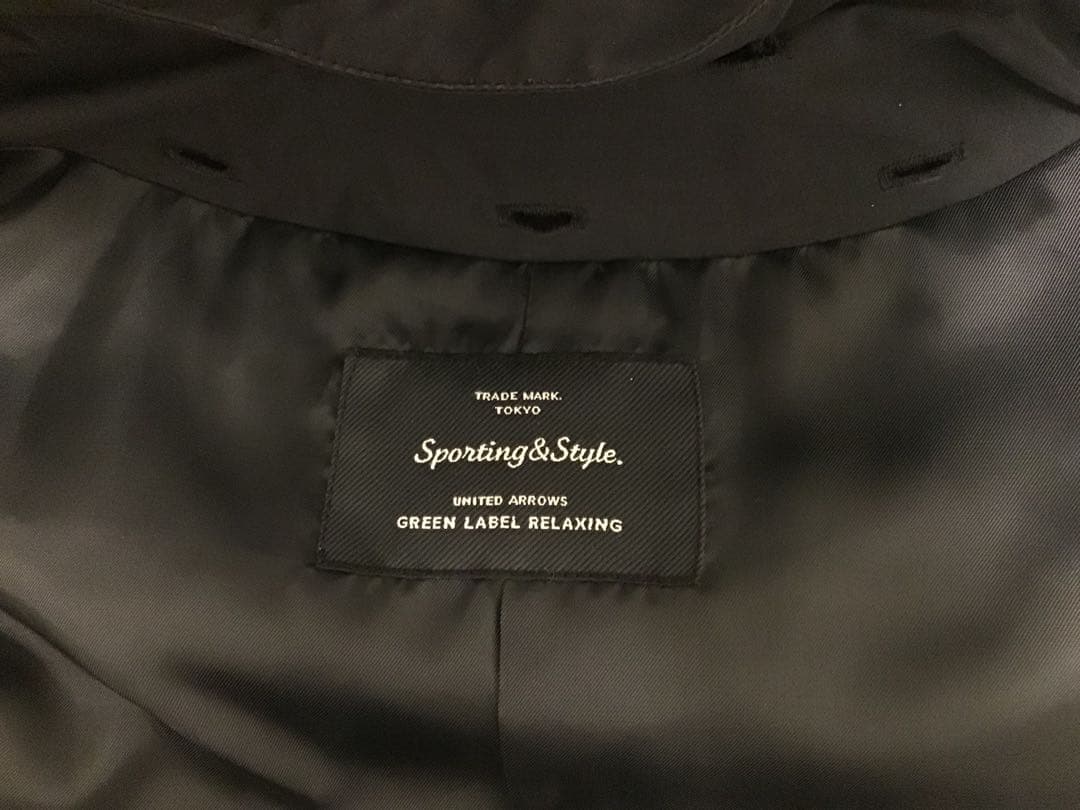 TRADE MARK.
TOKYO
Sporting&Style.
UNITED ARROWS
GREEN LABEL RELAXING